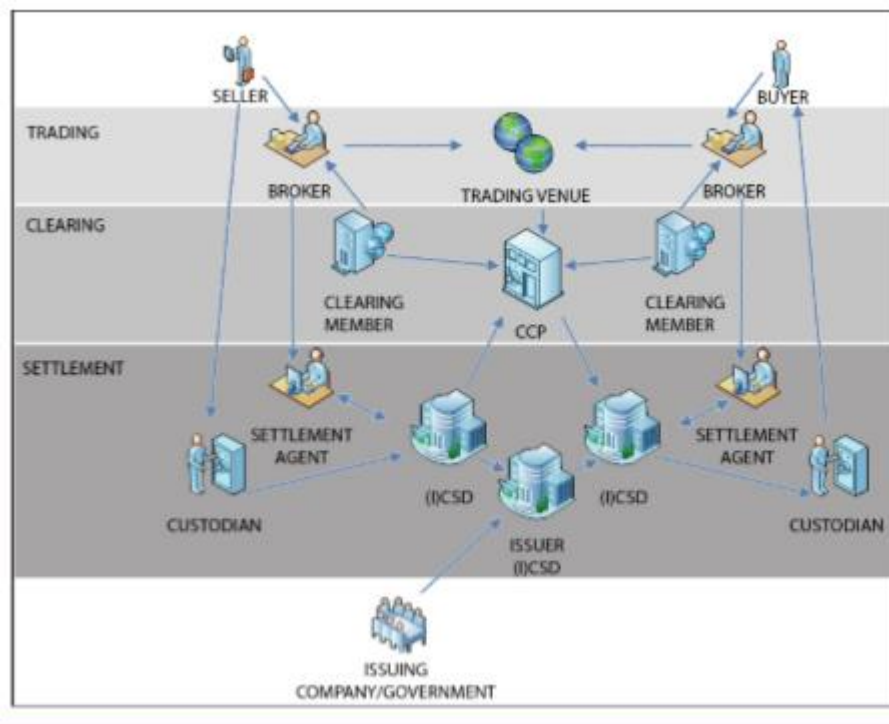 SELLER
BUYER
TRADING
BROKER
TRADING VENUE
BROKER
CLEARING
CLEARING
MEMBER
CCP
CLEARING
MEMBER
SETTLEMENT
SETTLEMENT
AGENT
(I)CSD
(I)CSD
SETTLEMENT
AGENT
CUSTODIAN
ISSUER
(I)CSD
CUSTODIAN
ISSUING
COMPANY/GOVERNMENT